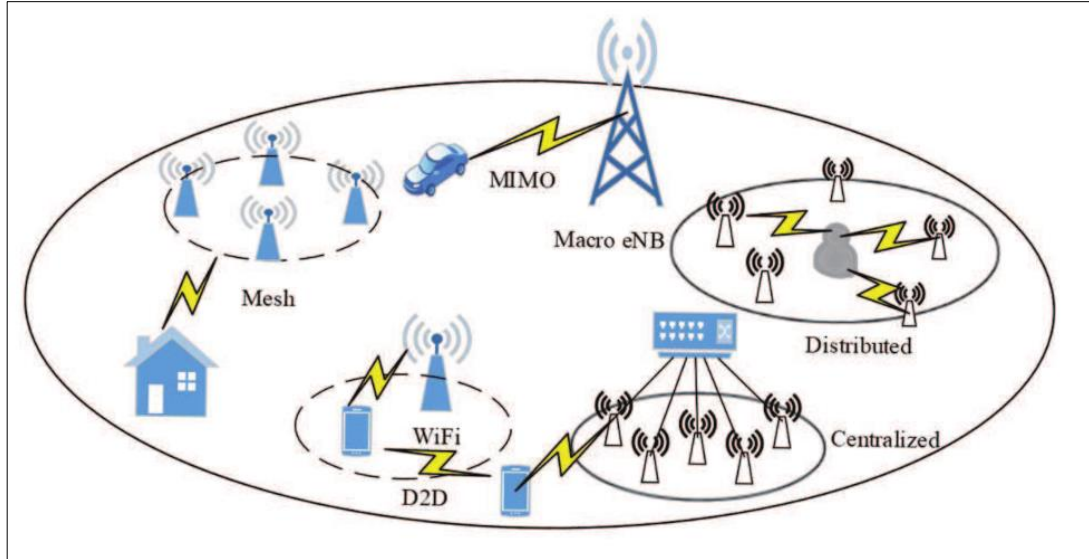 MIMO
Macro eNB
Mesh
Distributed
WiFi
Centralized
D2D